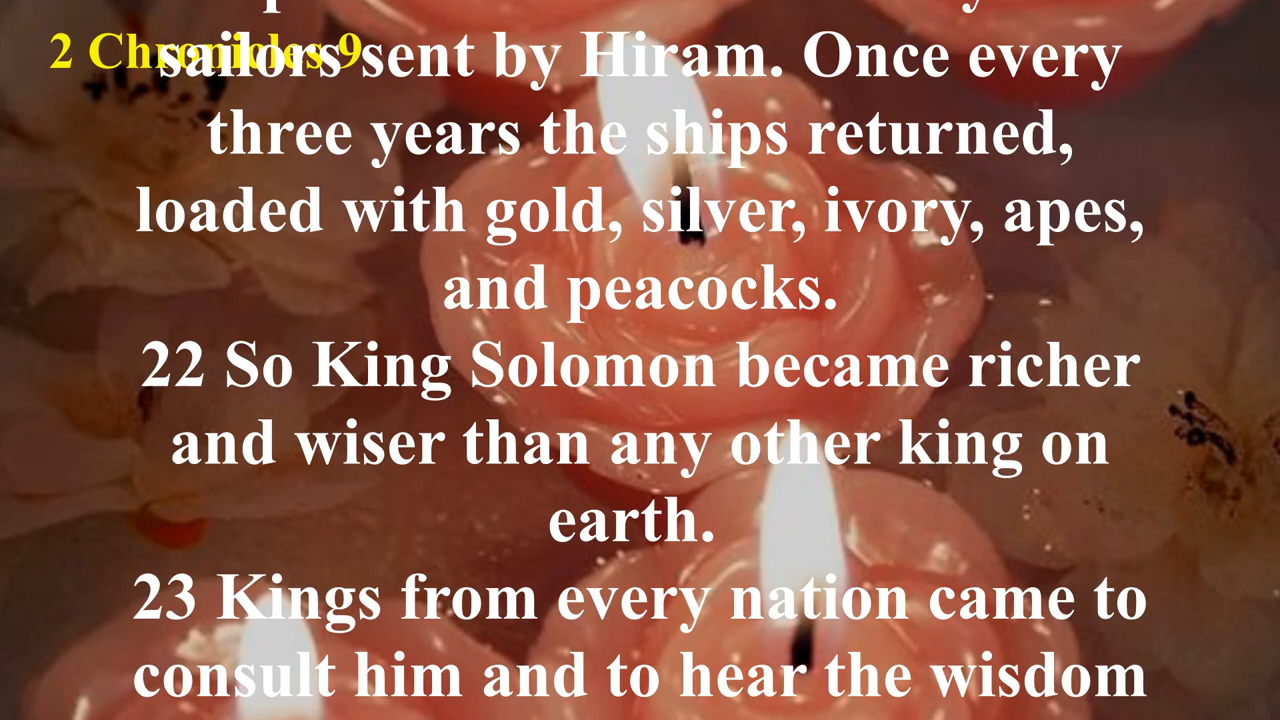 2 Chronicles 9
sailors sent by Hiram. Once every
three years the ships returned,
loaded with gold, silver, ivory, apes,
and peacocks.
22 So King Solomon became richer
and wiser than any other king on
earth.
23 Kings from every nation came to
consult him and to hear the wisdom